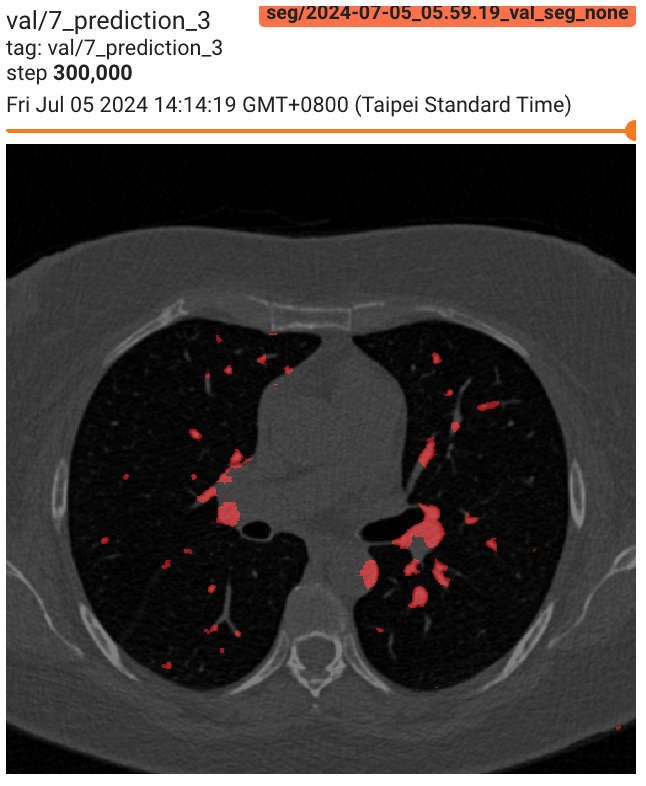 val/7_prediction_3
seg/2024-07-05_05.59.19_val_seg_none
tag: val/7_prediction_3
step 300,000
Fri Jul 05 2024 14:14:19 GMT+0800 (Taipei Standard Time)